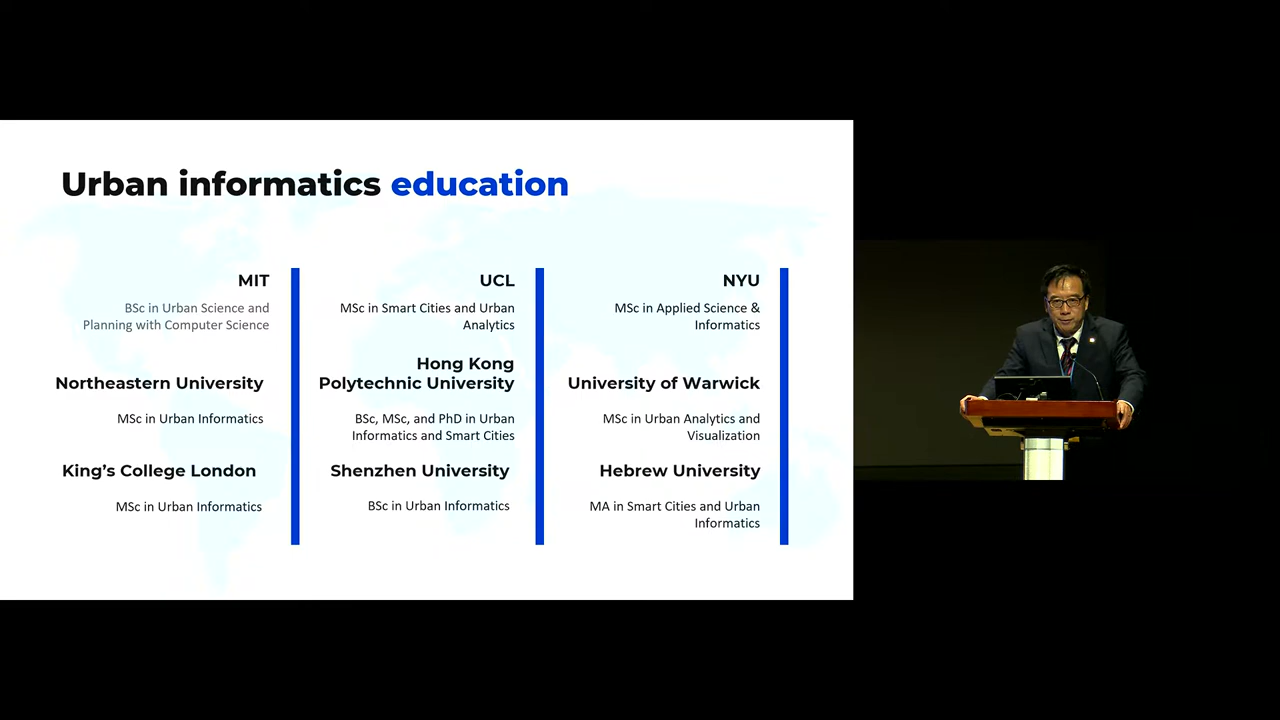 Urban informatics education
MIT
BSc in Urban Science and
Planning with Computer Science
Northeastern University
MSc in Urban Informatics
King’s College London
MSc in Urban Informatics
UCL
MSc in Smart Cities and Urban
Analytics
Hong Kong
Polytechnic University
BSc, MSc, and PhD in Urban
Informatics and Smart Cities
Shenzhen University
BSc in Urban Informatics
NYU
MSc in Applied Science &
Informatics
University of Warwick
MSc in Urban Analytics and
Visualization
Hebrew University
MA in Smart Cities and Urban
Informatics